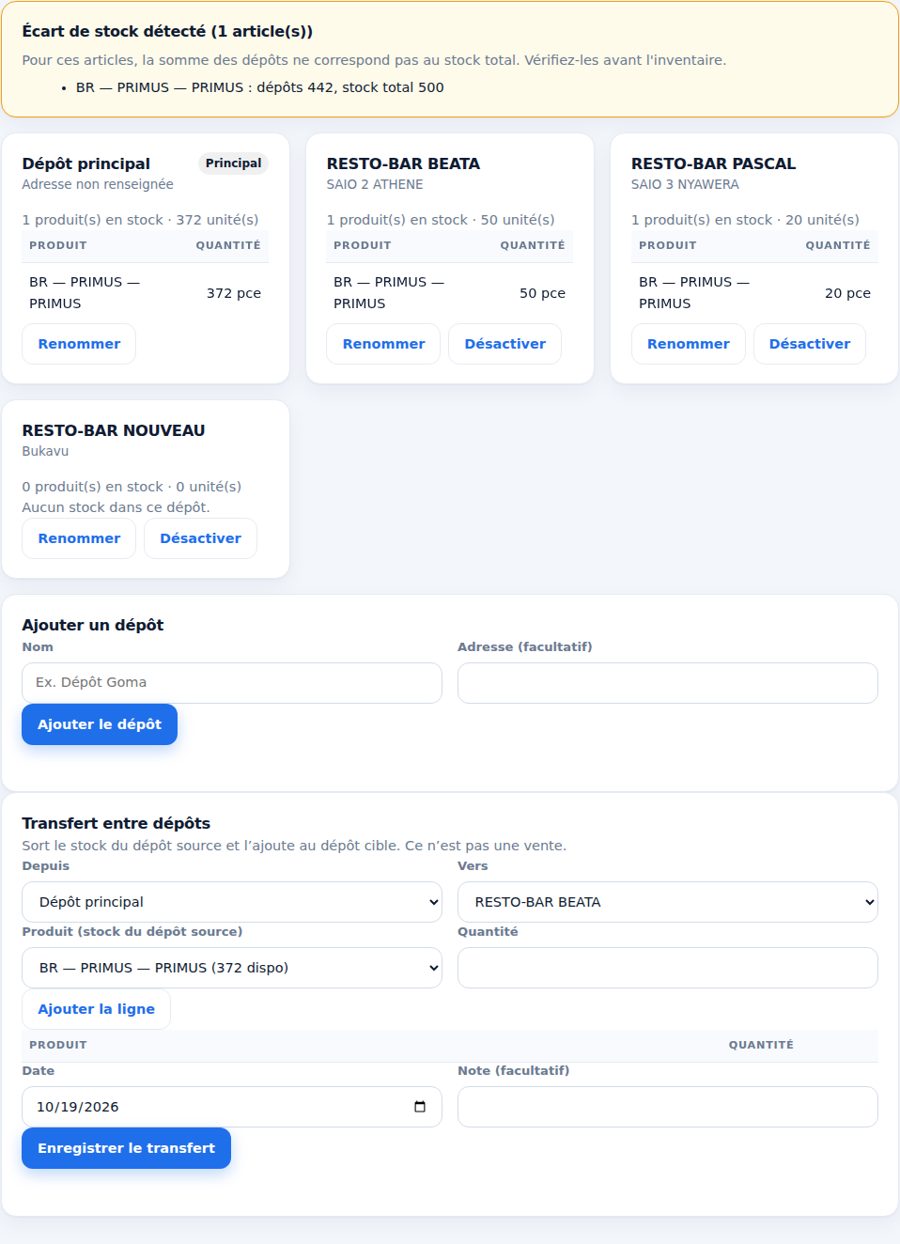 Écart de stock détecté (1 article(s))
Pour ces articles, la somme des dépôts ne correspond pas au stock total. Vérifiez-les avant l'inventaire.
• BR — PRIMUS — PRIMUS : dépôts 442, stock total 500
Dépôt principal
Principal
Adresse non renseignée
1 produit(s) en stock · 372 unité(s)
PRODUIT QUANTITÉ
BR — PRIMUS —
PRIMUS
372 pce
Renommer
RESTO-BAR BEATA
SAIO 2 ATHENE
1 produit(s) en stock · 50 unité(s)
PRODUIT QUANTITÉ
BR — PRIMUS —
PRIMUS
50 pce
Renommer Désactiver
RESTO-BAR PASCAL
SAIO 3 NYAWERA
1 produit(s) en stock · 20 unité(s)
PRODUIT QUANTITÉ
BR — PRIMUS —
PRIMUS
20 pce
Renommer Désactiver
RESTO-BAR NOUVEAU
Bukavu
0 produit(s) en stock · 0 unité(s)
Aucun stock dans ce dépôt.
Renommer Désactiver
Ajouter un dépôt
Nom Adresse (facultatif)
Ex. Dépôt Goma
Ajouter le dépôt
Transfert entre dépôts
Sort le stock du dépôt source et l’ajoute au dépôt cible. Ce n’est pas une vente.
Depuis Vers
Dépôt principal RESTO-BAR BEATA
Produit (stock du dépôt source) Quantité
BR — PRIMUS — PRIMUS (372 dispo)
Ajouter la ligne
PRODUIT QUANTITÉ
Date Note (facultatif)
10/19/2026
Enregistrer le transfert